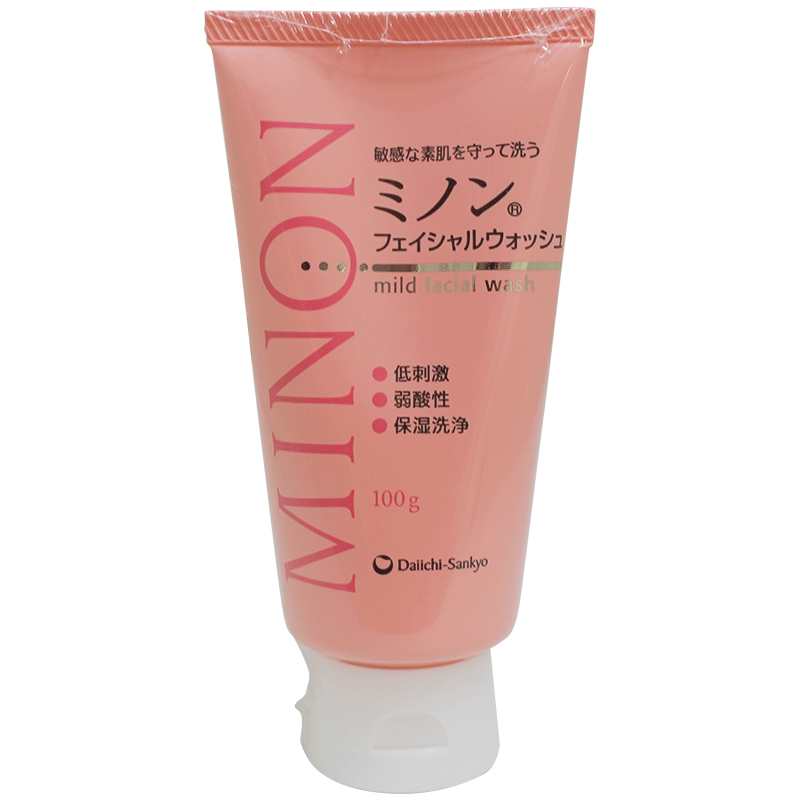 MINON
敏感な素肌を守って洗う
ミノン®
フェイシャルウォッシュ
mild facial wash
●低刺激
●弱酸性
●保湿洗浄
100g
Daiichi-Sankyo